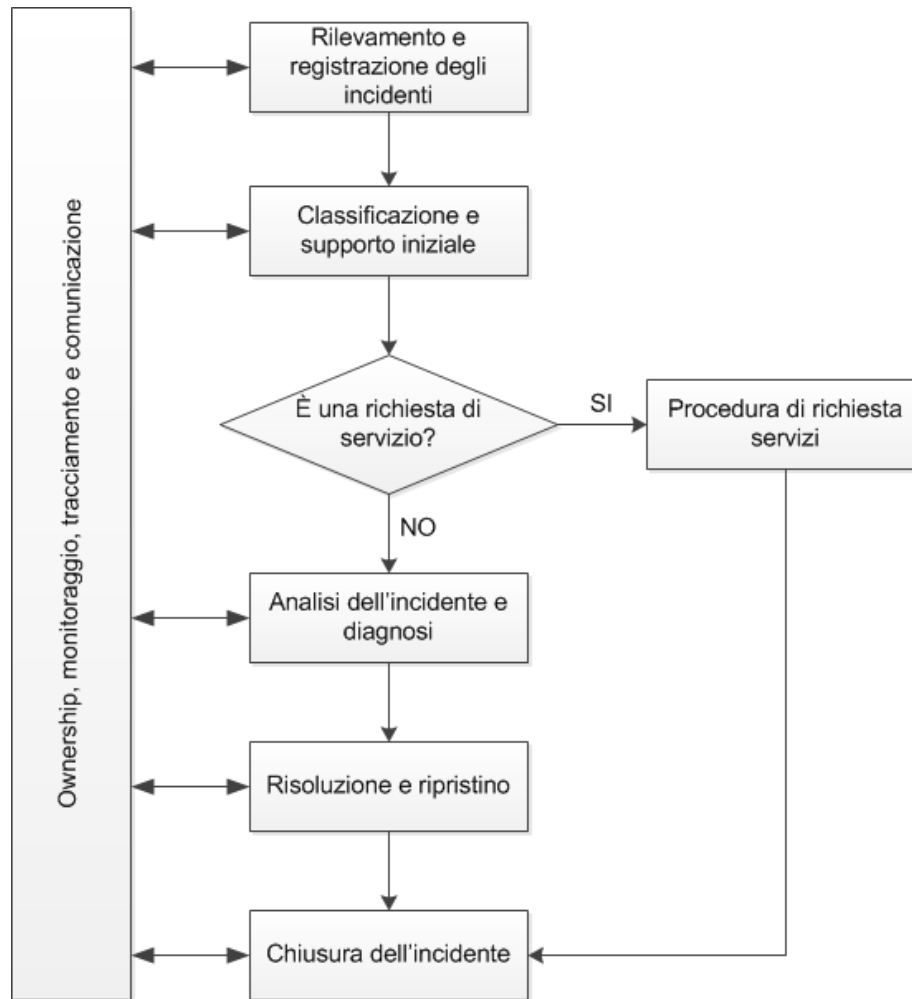 Rilevamento e
registrazione degli
incidenti
Classificazione e
supporto iniziale
È una richiesta di
servizio?
SI
Procedura di richiesta
servizi
NO
Analisi dell'incidente e
diagnosi
Risoluzione e ripristino
Chiusura dell'incidente
Ownership, monitoraggio, tracciamento e comunicazione